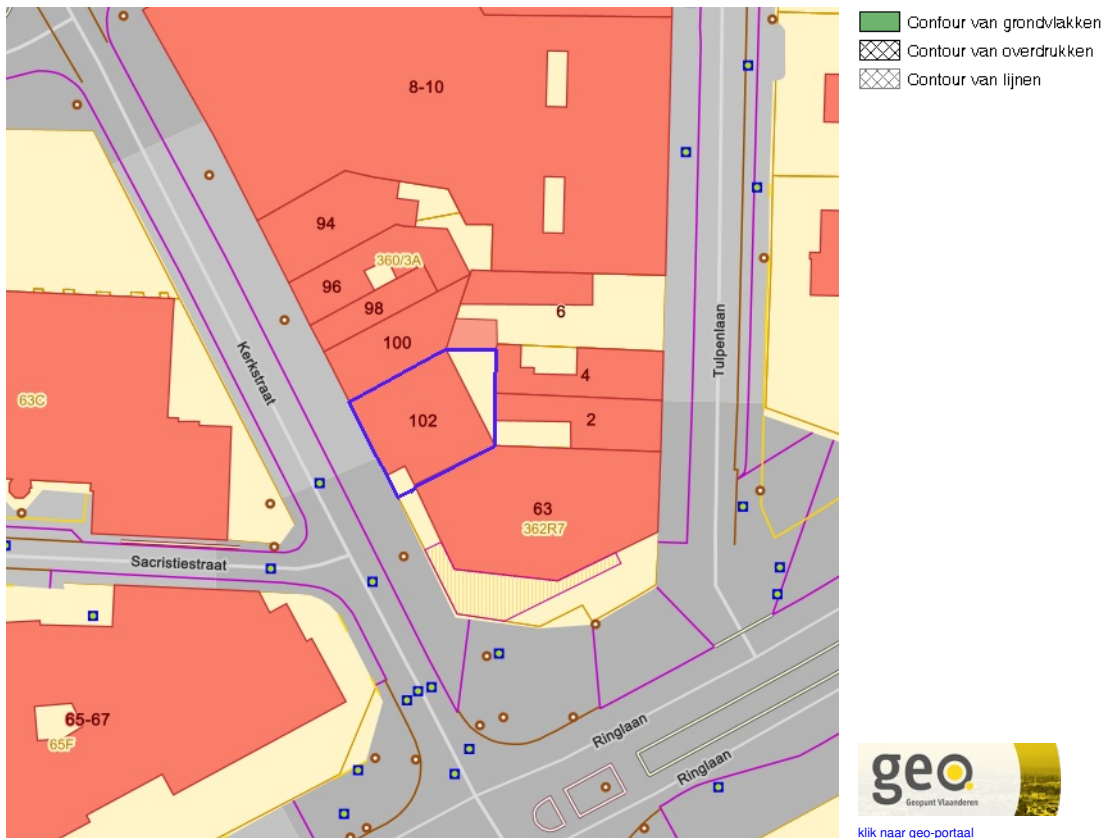 8-10
94
360/3A
96
98
6
100
Kerkstraat
Tulpenlaan
4
63C
102
2
63
362R7
Sacristiestraat
65-67
65F
Ringlaan
Ringlaan
Contour van grondvlakken
Contour van overdrukken
Contour van lijnen
geo
Geopunt Vlaanderen
klik naar geo-portaal